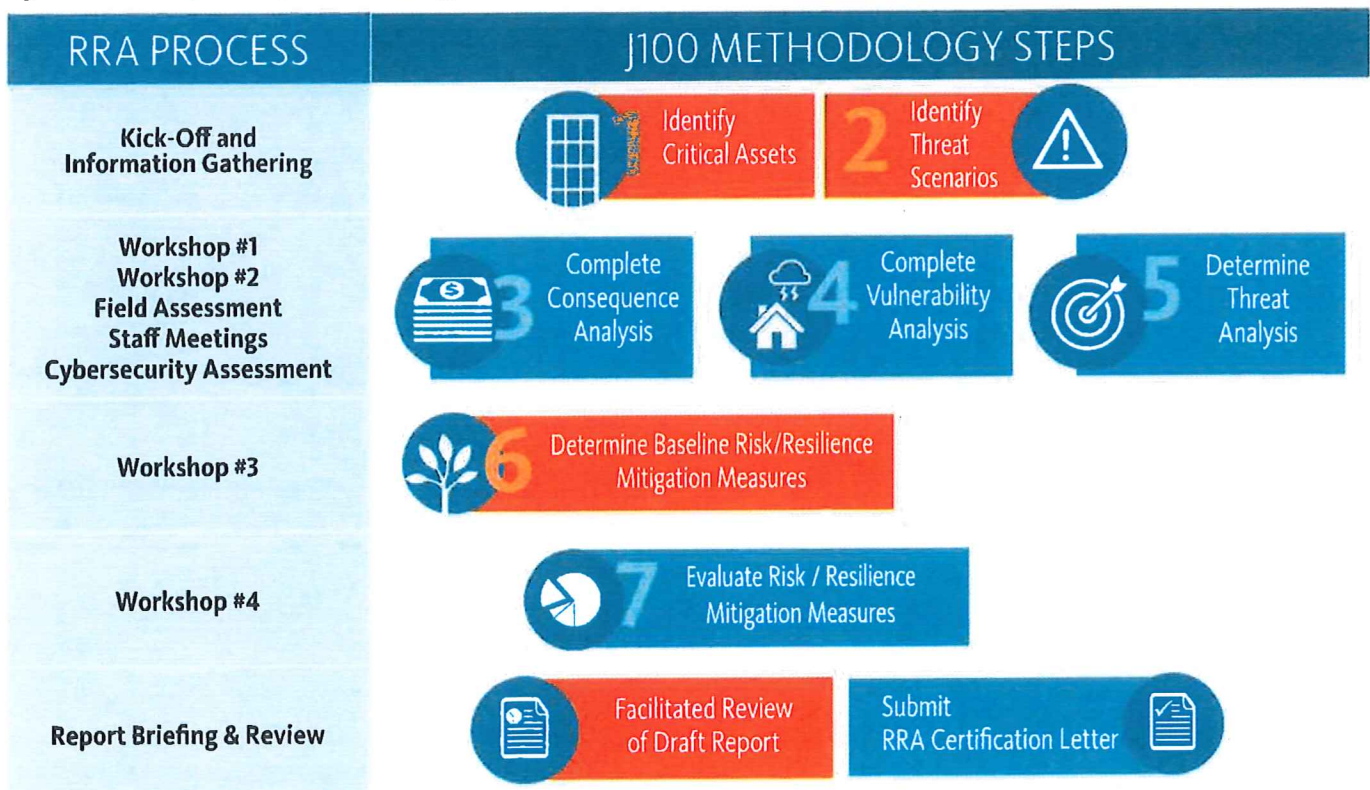 RRA PROCESS
J100 METHODOLOGY STEPS
Kick-Off and
Information Gathering
1
Identify
Critical Assets
2
Identify
Threat
Scenarios
Workshop #1
Workshop #2
Field Assessment
Staff Meetings
Cybersecurity Assessment
$
3
Complete
Consequence
Analysis
4
Complete
Vulnerability
Analysis
5
Determine
Threat
Analysis
Workshop #3
6
Determine Baseline Risk/Resilience
Mitigation Measures
Workshop #4
7
Evaluate Risk / Resilience
Mitigation Measures
Report Briefing & Review
Facilitated Review
of Draft Report
Submit
RRA Certification Letter